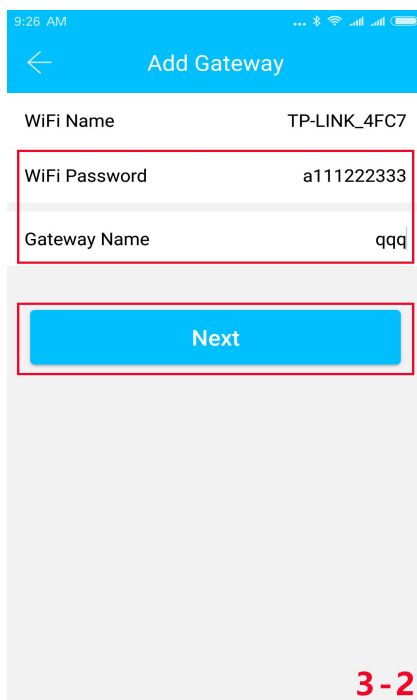 9:26 AM
Add Gateway
WiFi Name TP-LINK_4FC7
WiFi Password a111222333
Gateway Name qqq
Next
3-2